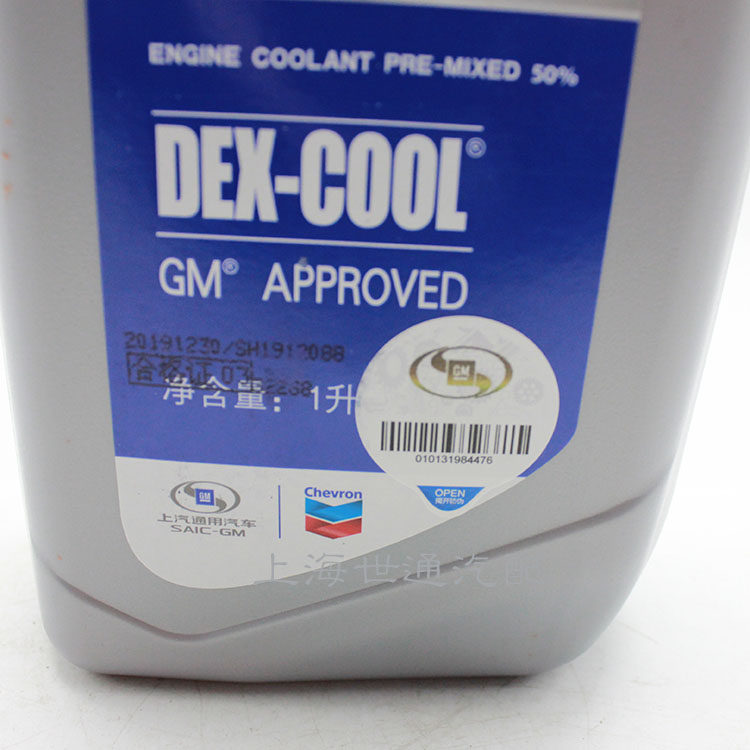 ENGINE COOLANT PRE-MIXED 50%
DEX-COOL®
GM® APPROVED
20191230/SH1912088
合格证 03
净含量：1升
GM
010131984476
OPEN
揭开防伪
GM
上汽通用汽车
SAIC-GM
Chevron
上海世通汽配